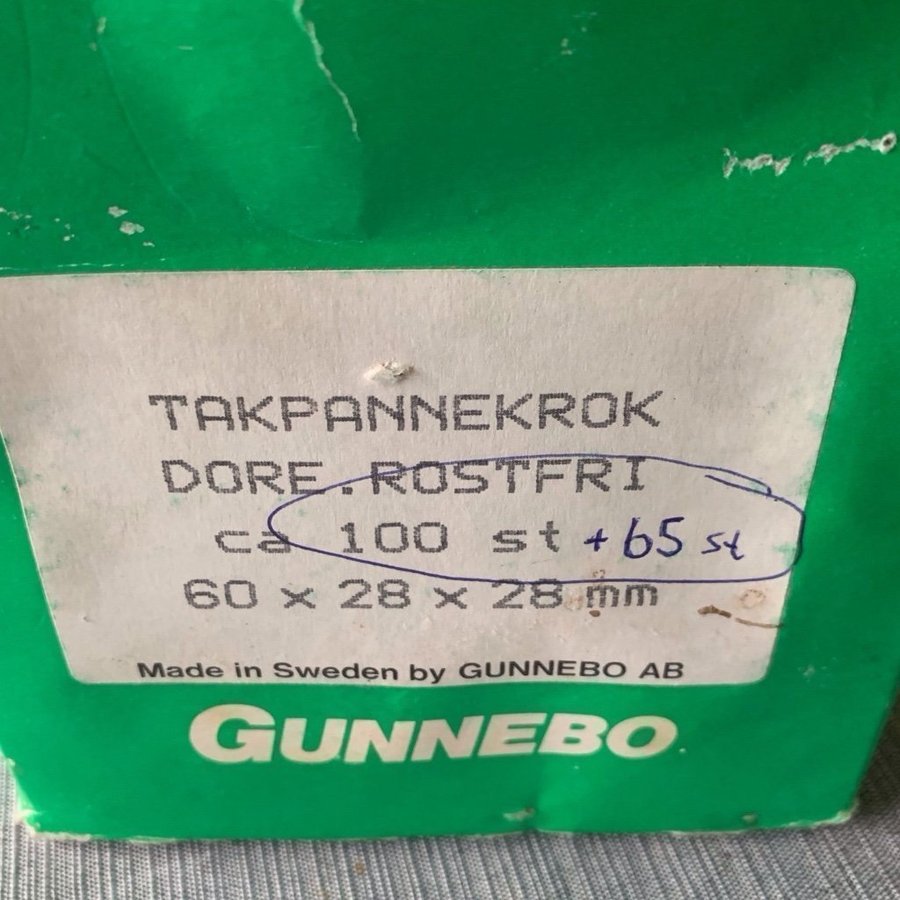 TAKPANNEKROK
DORE.ROSTFRI
ca 100 st + 65 st
60 x 28 x 28 mm
Made in Sweden by GUNNEBO AB
GUNNEBO